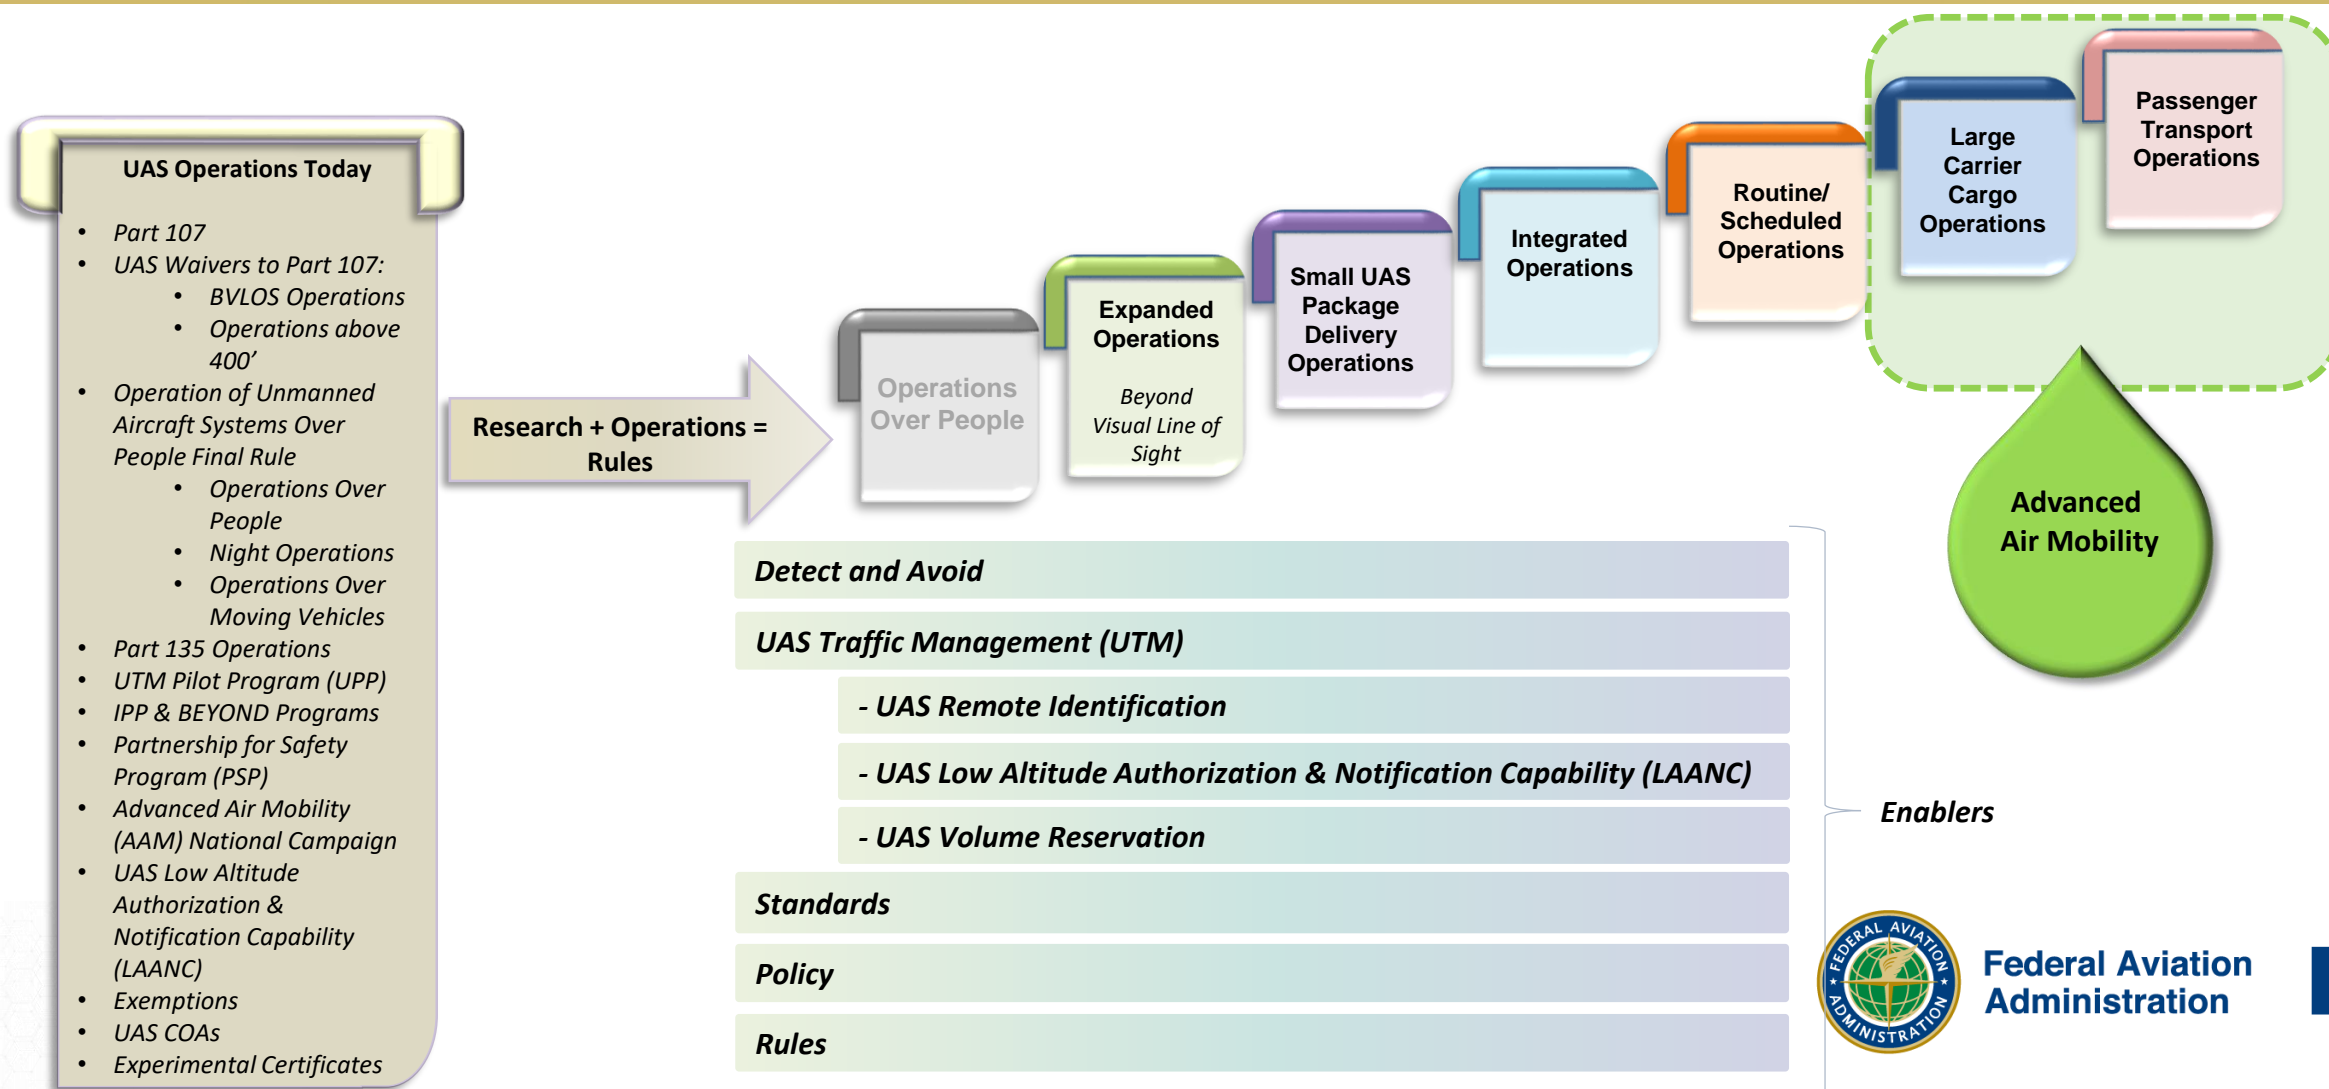 UAS Operations Today
• Part 107
• UAS Waivers to Part 107:
• BVLOS Operations
• Operations above
400’
• Operation of Unmanned
Aircraft Systems Over
People Final Rule
• Operations Over
People
• Night Operations
• Operations Over
Moving Vehicles
• Part 135 Operations
• UTM Pilot Program (UPP)
• IPP & BEYOND Programs
• Partnership for Safety
Program (PSP)
• Advanced Air Mobility
(AAM) National Campaign
• UAS Low Altitude
Authorization &
Notification Capability
(LAANC)
• Exemptions
• UAS COAs
• Experimental Certificates
Research + Operations =
Rules
Operations
Over People
Expanded
Operations
Beyond
Visual Line of
Sight
Small UAS
Package
Delivery
Operations
Integrated
Operations
Routine/
Scheduled
Operations
Large
Carrier
Cargo
Operations
Passenger
Transport
Operations
Advanced
Air Mobility
Detect and Avoid
UAS Traffic Management (UTM)
- UAS Remote Identification
- UAS Low Altitude Authorization & Notification Capability (LAANC)
- UAS Volume Reservation
Standards
Policy
Rules
Enablers
FEDERAL AVIATION
ADMINISTRATION
Federal Aviation
Administration